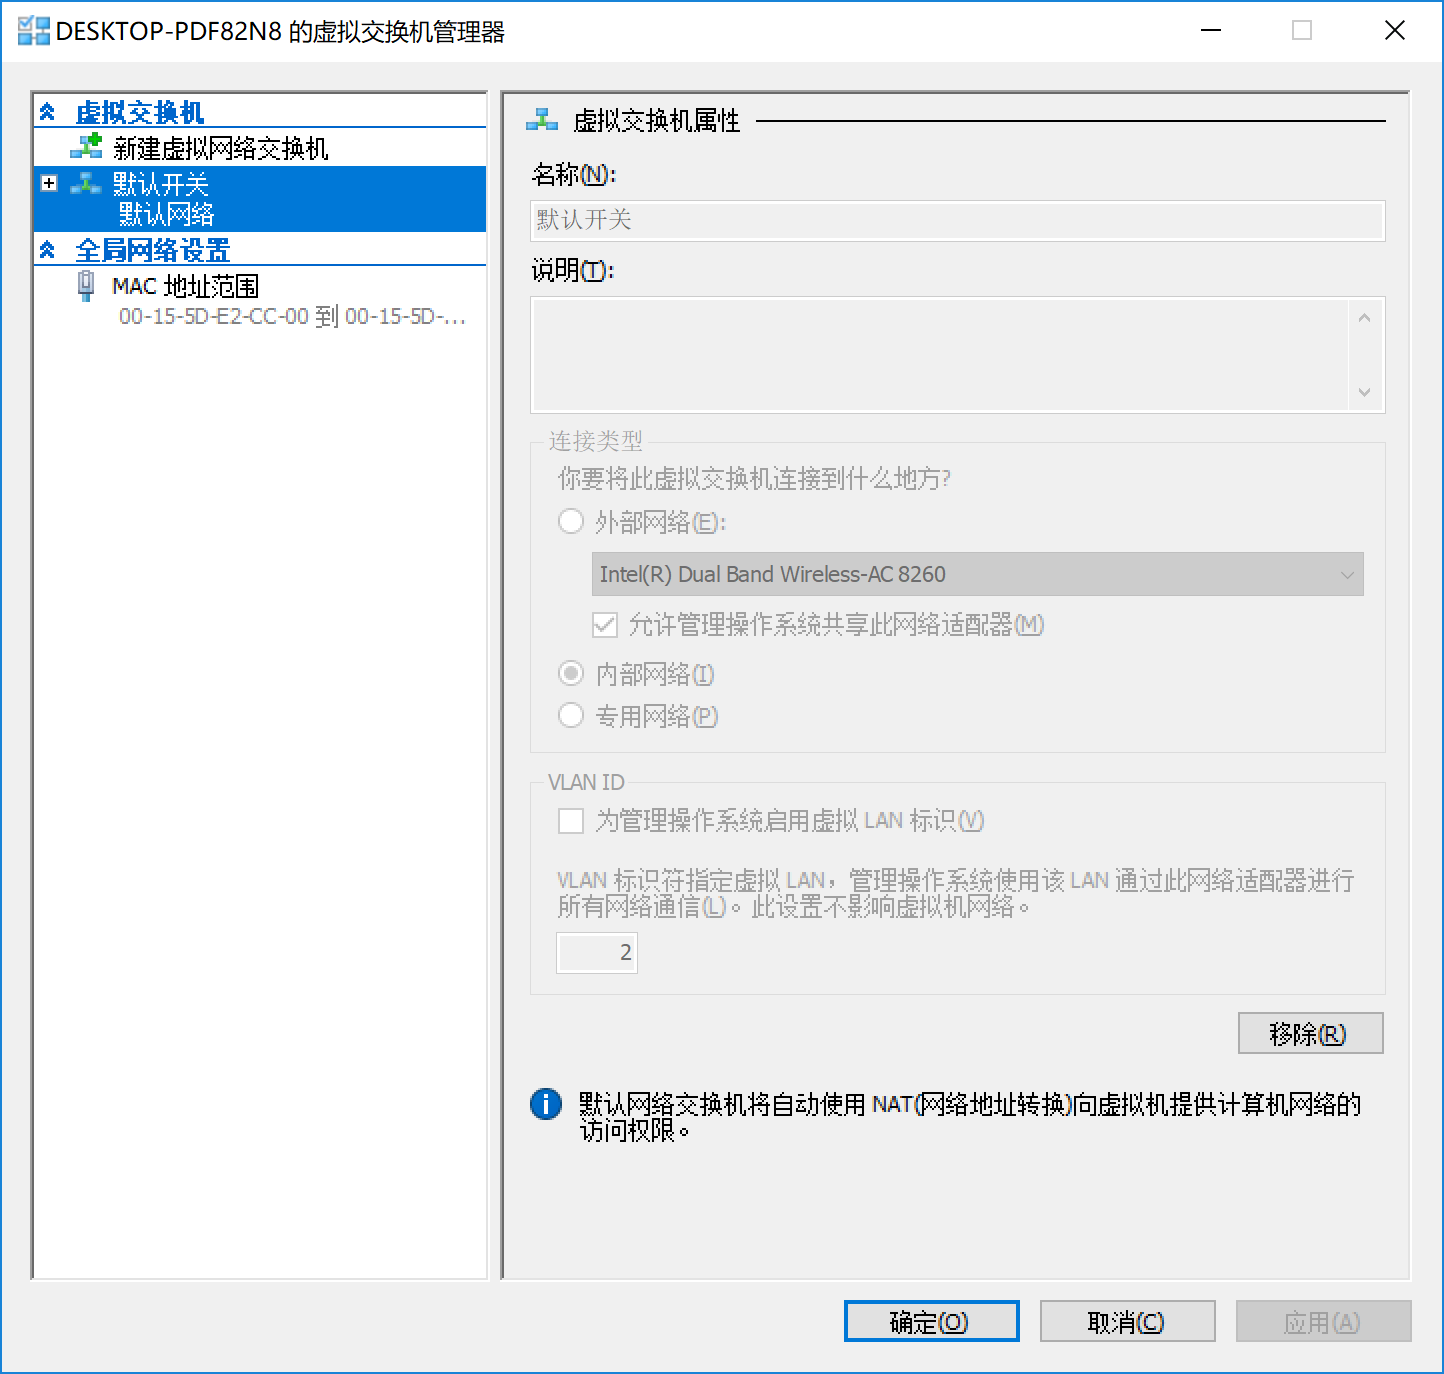 DESKTOP-PDF82N8 的虚拟交换机管理器
虚拟交换机
新建虚拟网络交换机
默认开关
默认网络
全局网络设置
MAC 地址范围
00-15-5D-E2-CC-00 到 00-15-5D-...
虚拟交换机属性
名称(N):
默认开关
说明(T):
连接类型
你要将此虚拟交换机连接到什么地方?
外部网络(E):
Intel(R) Dual Band Wireless-AC 8260
允许管理操作系统共享此网络适配器(M)
内部网络(I)
专用网络(P)
VLAN ID
为管理操作系统启用虚拟 LAN 标识(V)
VLAN 标识符指定虚拟 LAN，管理操作系统使用该 LAN 通过此网络适配器进行
所有网络通信(L)。此设置不影响虚拟机网络。
2
移除(R)
默认网络交换机将自动使用 NAT(网络地址转换)向虚拟机提供计算机网络的
访问权限。
确定(O)
取消(C)
应用(A)